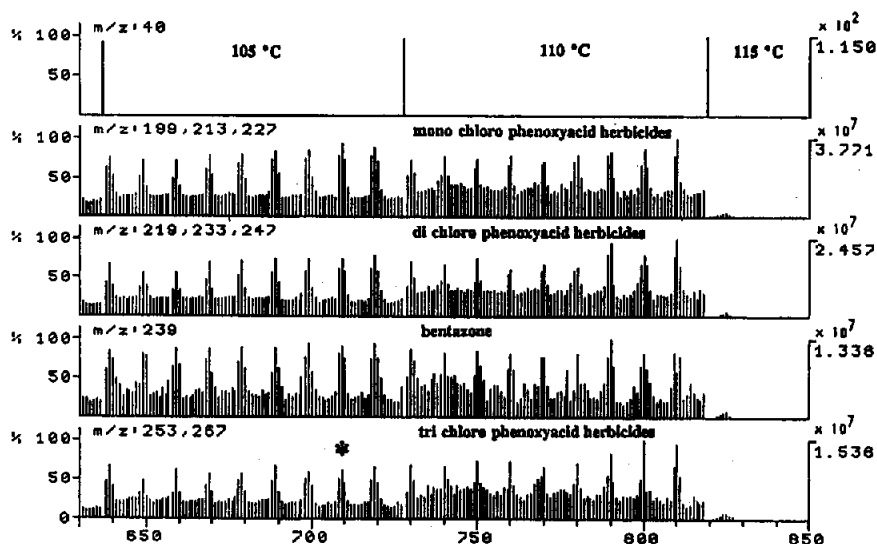 % 100 m/z:40 × 10²
105 °C 110 °C 115 °C 1.150
50
m/z:199,213,227 mono chloro phenoxyacid herbicides × 10⁷
% 100 3.771
50
m/z:219,233,247 di chloro phenoxyacid herbicides × 10⁷
% 100 2.457
50
m/z:239 bentazone × 10⁷
% 100 1.336
50
m/z:253,267 tri chloro phenoxyacid herbicides × 10⁷
% 100 * 1.536
50
0
650 700 750 800 850